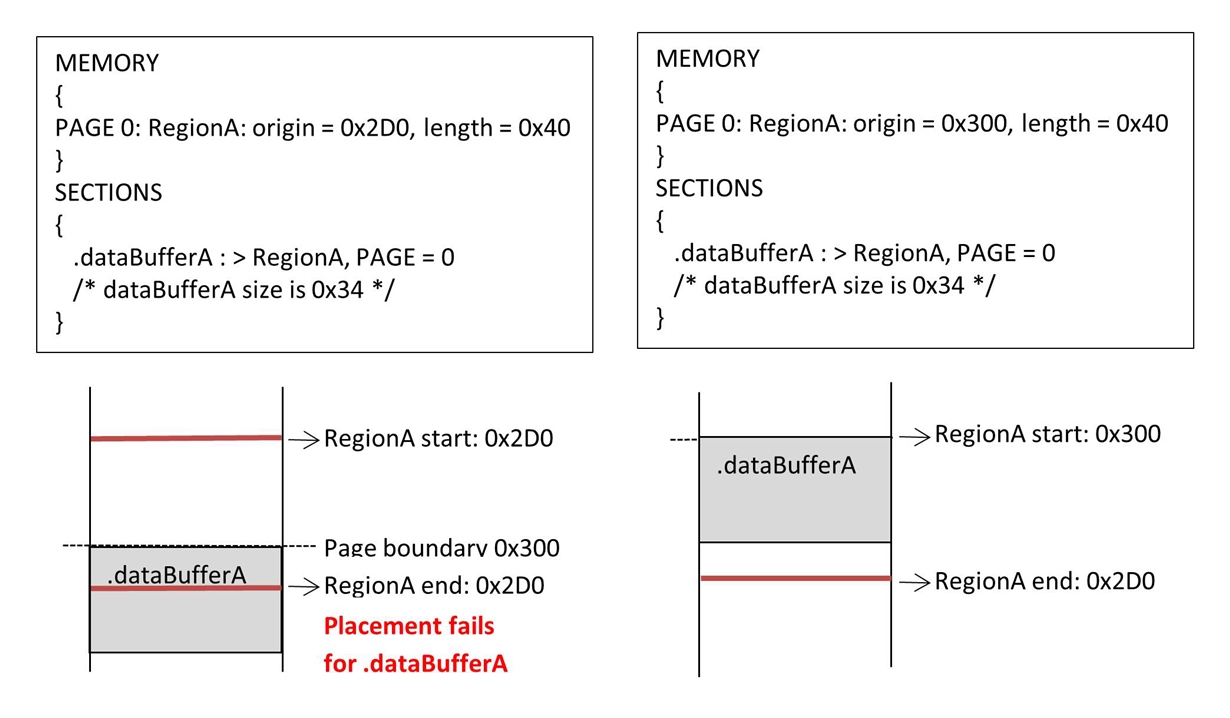 MEMORY
{
PAGE 0: RegionA: origin = 0x2D0, length = 0x40
}
SECTIONS
{
.dataBufferA : > RegionA, PAGE = 0
/* dataBufferA size is 0x34 */
}
MEMORY
{
PAGE 0: RegionA: origin = 0x300, length = 0x40
}
SECTIONS
{
.dataBufferA : > RegionA, PAGE = 0
/* dataBufferA size is 0x34 */
}
RegionA start: 0x2D0
Page boundary 0x300
.dataBufferA
RegionA end: 0x2D0
Placement fails
for .dataBufferA
RegionA start: 0x300
.dataBufferA
RegionA end: 0x2D0